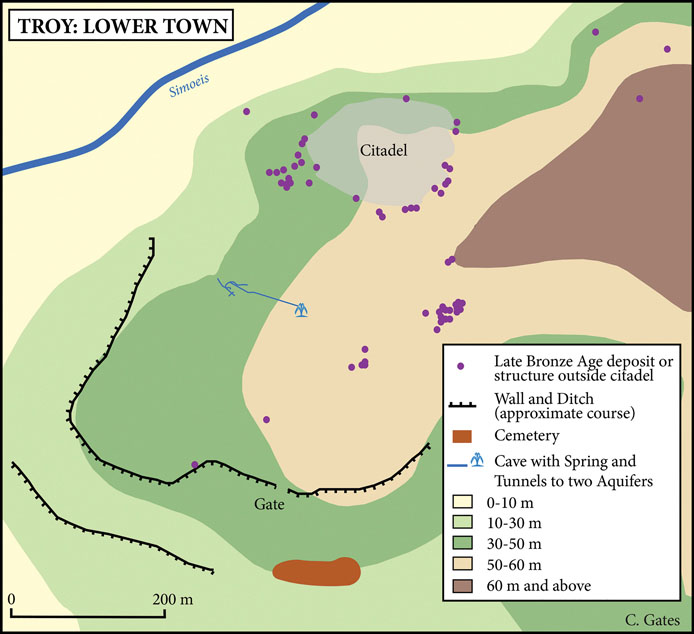 TROY: LOWER TOWN
Simoeis
Citadel
Gate
Late Bronze Age deposit or
structure outside citadel
Wall and Ditch
(approximate course)
Cemetery
Cave with Spring and
Tunnels to two Aquifers
0-10 m
10-30 m
30-50 m
50-60 m
60 m and above
0 200 m
C. Gates